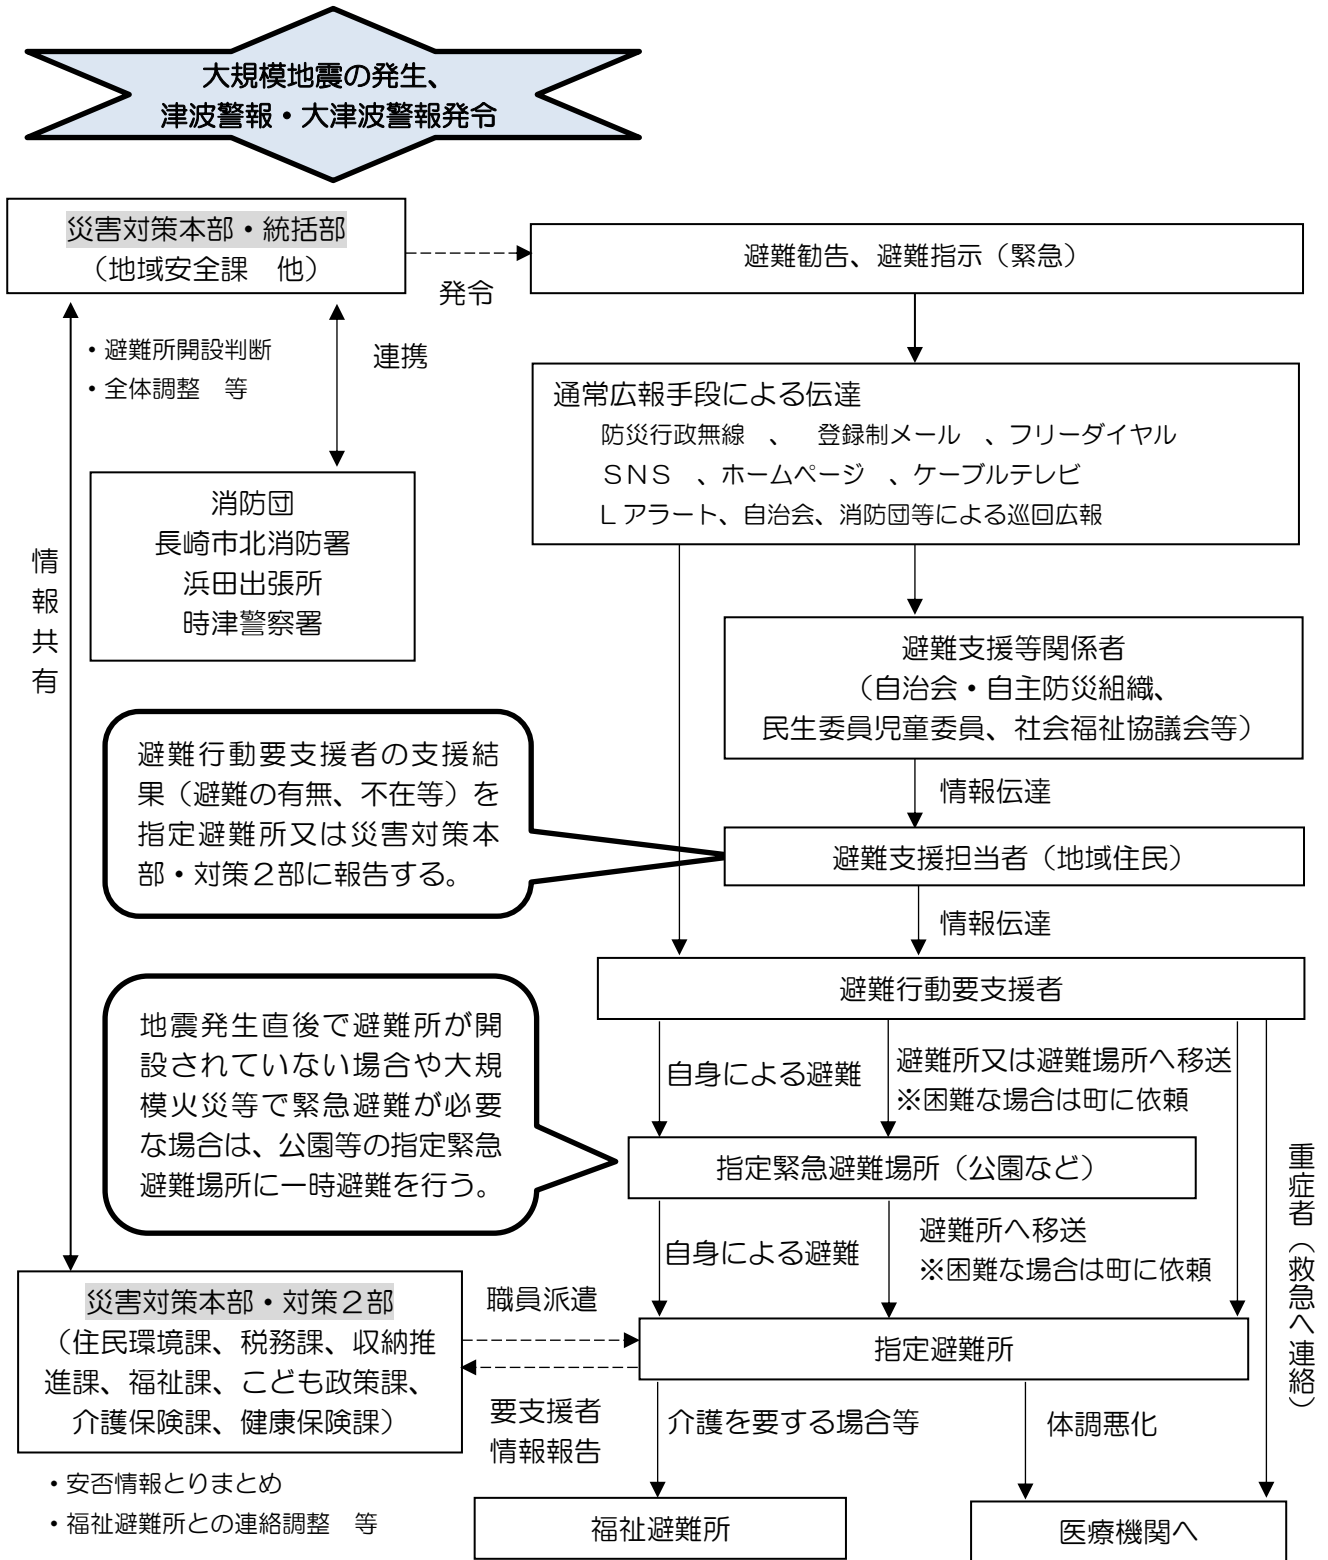 大規模地震の発生、
津波警報・大津波警報発令
災害対策本部・統括部
（地域安全課　他）
発令
避難勧告、避難指示（緊急）
・避難所開設判断
・全体調整　等
連携
通常広報手段による伝達
防災行政無線　、　登録制メール　、フリーダイヤル
ＳＮＳ　、ホームページ　、ケーブルテレビ
Ｌアラート、自治会、消防団等による巡回広報
消防団
長崎市北消防署
浜田出張所
時津警察署
情報共有
避難支援等関係者
（自治会・自主防災組織、
民生委員児童委員、社会福祉協議会等）
情報伝達
避難行動要支援者の支援結
果（避難の有無、不在等）を
指定避難所又は災害対策本
部・対策２部に報告する。
避難支援担当者（地域住民）
情報伝達
避難行動要支援者
地震発生直後で避難所が開
設されていない場合や大規
模火災等で緊急避難が必要
な場合は、公園等の指定緊急
避難場所に一時避難を行う。
自身による避難
避難所又は避難場所へ移送
※困難な場合は町に依頼
指定緊急避難場所（公園など）
重症者（救急へ連絡）
自身による避難
避難所へ移送
※困難な場合は町に依頼
災害対策本部・対策２部
（住民環境課、税務課、収納推
進課、福祉課、こども政策課、
介護保険課、健康保険課）
職員派遣
指定避難所
要支援者
情報報告
介護を要する場合等
体調悪化
・安否情報とりまとめ
・福祉避難所との連絡調整　等
福祉避難所
医療機関へ